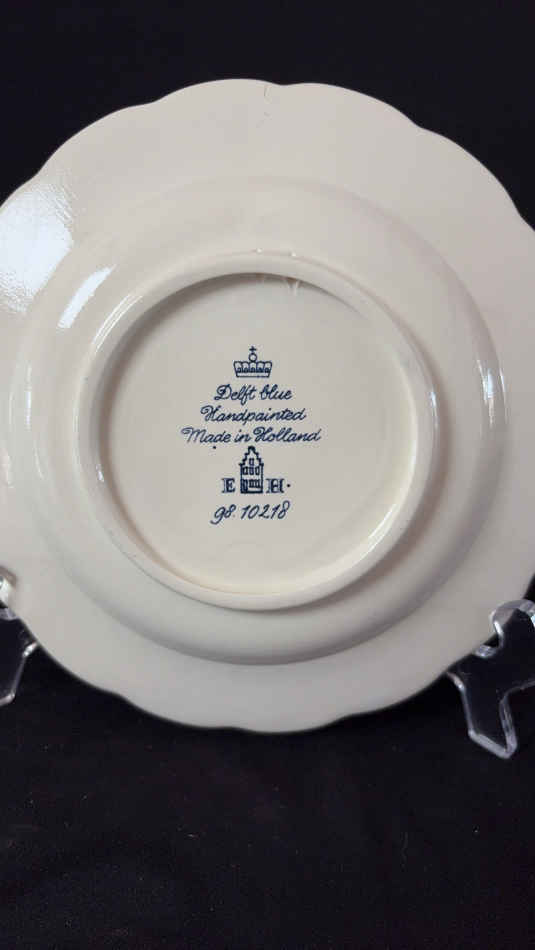 Delft blue
Handpainted
Made in Holland
E H.
98.10218